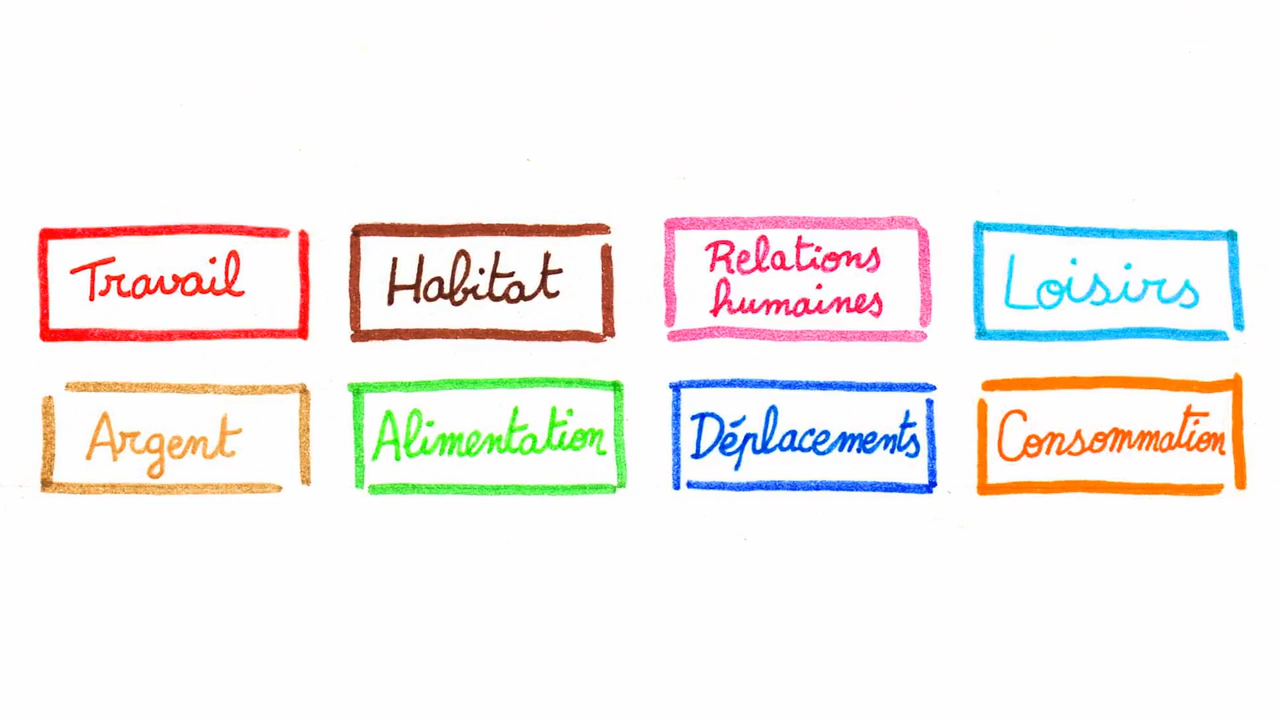 Travail
Habitat
Relations
humaines
Loisirs
Argent
Alimentation
Déplacements
Consommation